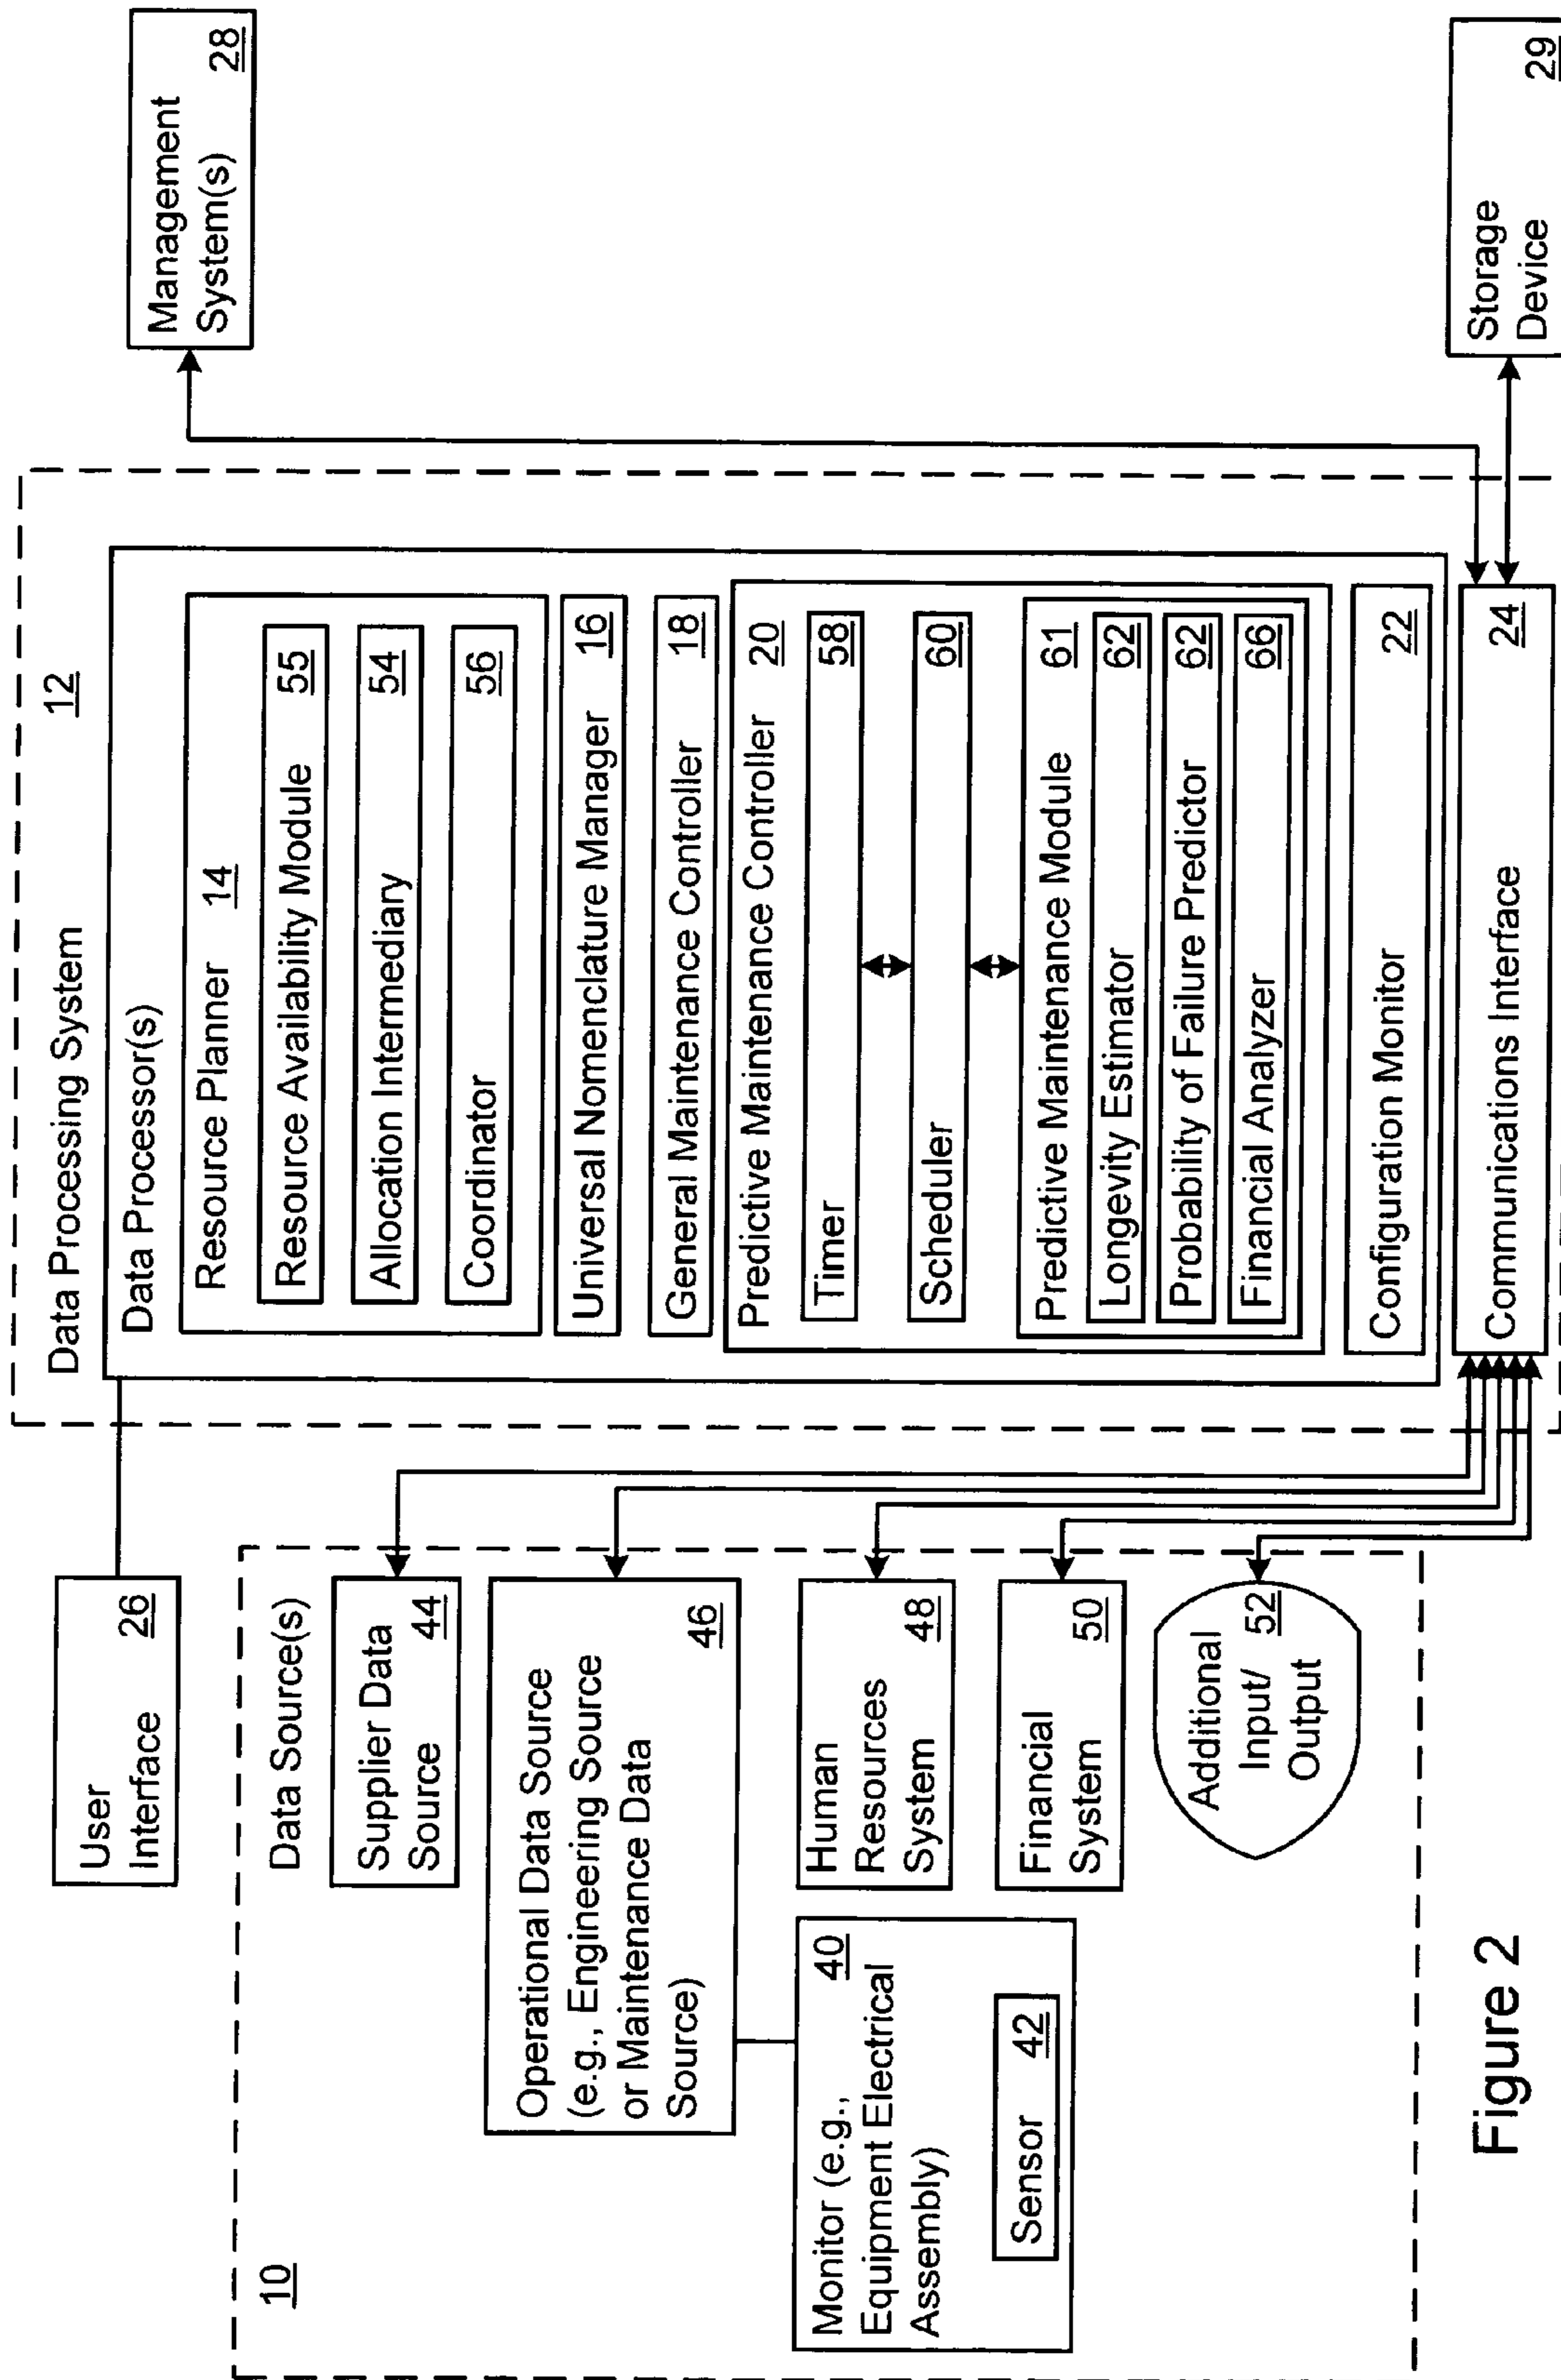 10
User
Interface 26
Data Source(s)
Supplier Data
Source 44
Operational Data Source
(e.g., Engineering Source
or Maintenance Data
Source) 46
Monitor (e.g., 40
Equipment Electrical
Assembly)
Sensor 42
Human
Resources
System 48
Financial
System 50
Additional
Input/ 52
Output
Data Processing System 12
Data Processor(s)
Resource Planner 14
Resource Availability Module 55
Allocation Intermediary 54
Coordinator 56
Universal Nomenclature Manager 16
General Maintenance Controller 18
Predictive Maintenance Controller 20
Timer 58
Scheduler 60
Predictive Maintenance Module 61
Longevity Estimator 62
Probability of Failure Predictor 62
Financial Analyzer 66
Configuration Monitor 22
Communications Interface 24
Management
System(s) 28
Storage
Device 29
Figure 2